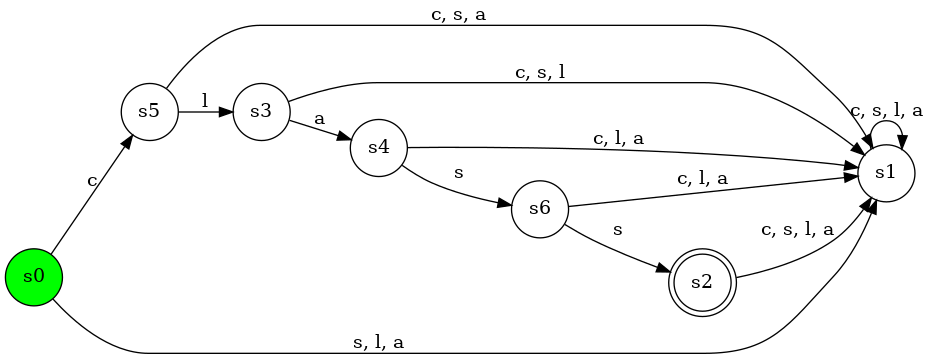 c, s, a
c, s, l
c, s, l, a
s5
l
s3
a
s4
c, l, a
s1
c
s
c, l, a
s6
s
c, s, l, a
s0
s2
s, l, a